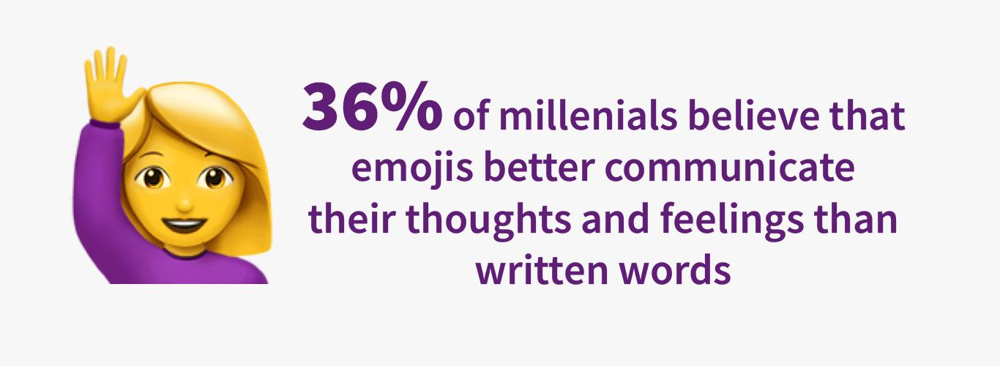 36% of millenials believe that
emojis better communicate
their thoughts and feelings than
written words